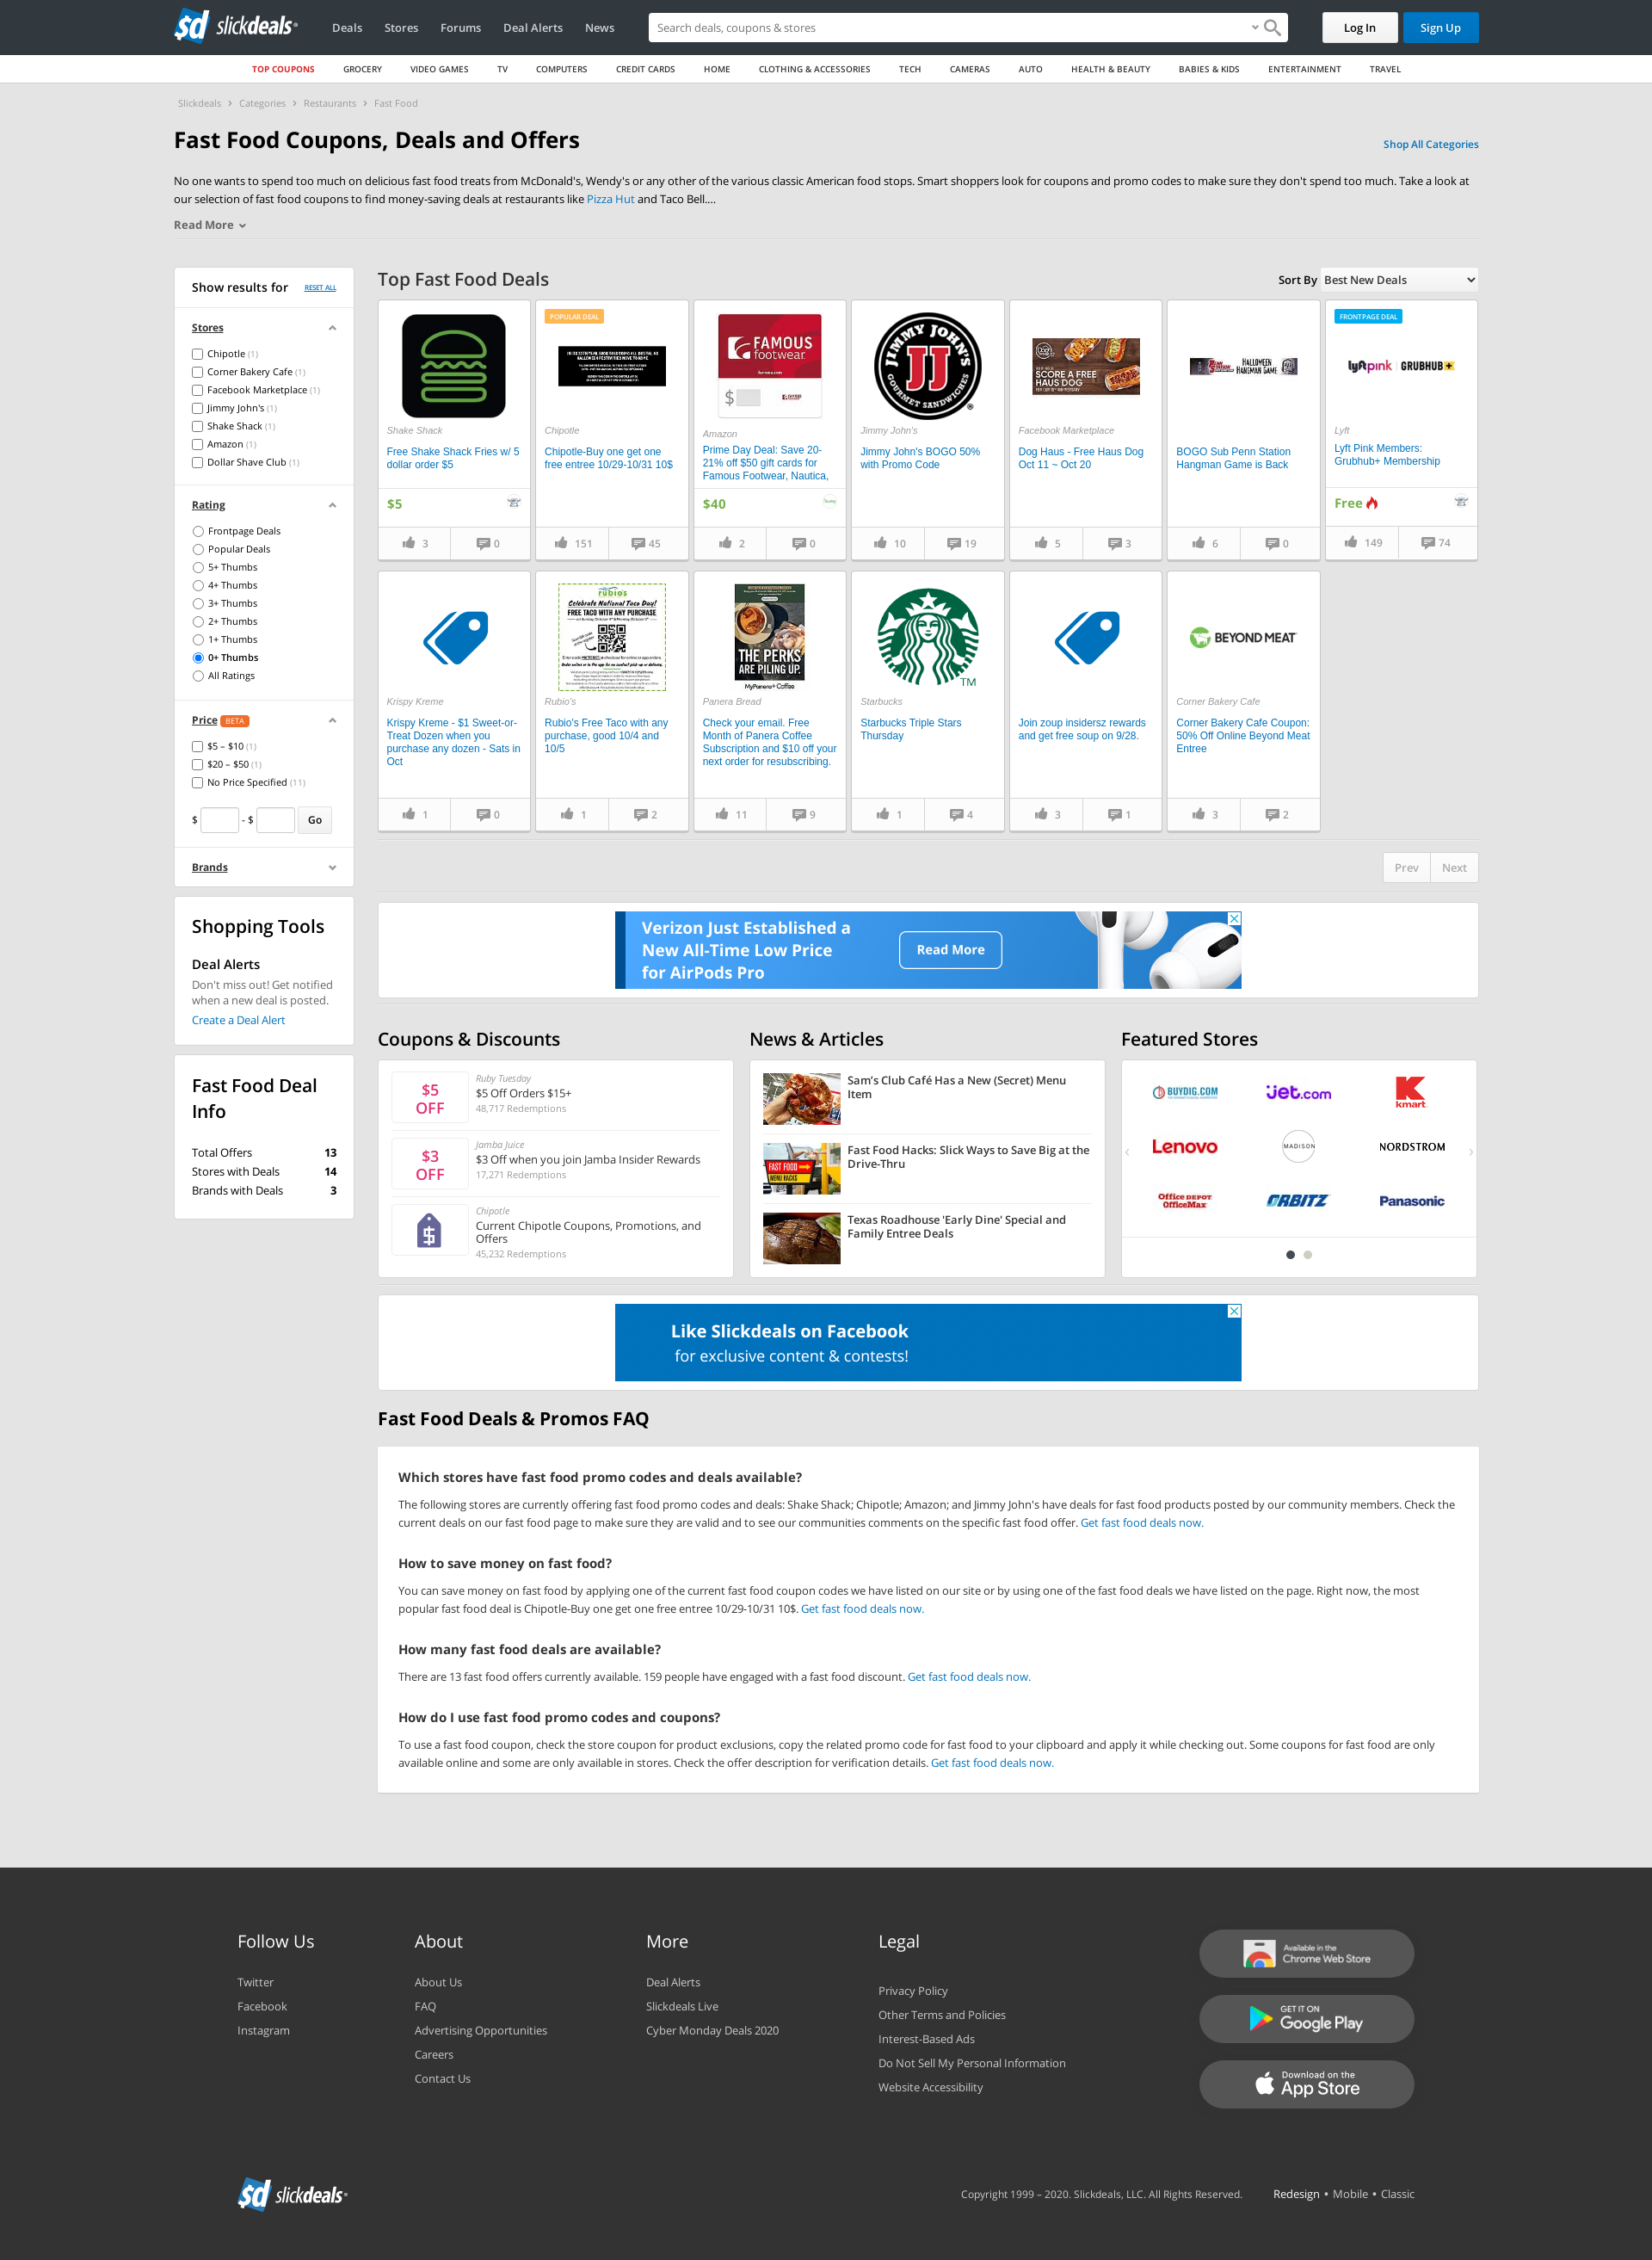 sd slickdeals
Deals Stores Forums Deal Alerts News
Search deals, coupons & stores
Log In Sign Up
TOP COUPONS GROCERY VIDEO GAMES TV COMPUTERS CREDIT CARDS HOME CLOTHING & ACCESSORIES TECH CAMERAS AUTO HEALTH & BEAUTY BABIES & KIDS ENTERTAINMENT TRAVEL
Slickdeals › Categories › Restaurants › Fast Food
Fast Food Coupons, Deals and Offers
Shop All Categories
No one wants to spend too much on delicious fast food treats from McDonald's, Wendy's or any other of the various classic American food stops. Smart shoppers look for coupons and promo codes to make sure they don't spend too much. Take a look at
our selection of fast food coupons to find money-saving deals at restaurants like Pizza Hut and Taco Bell....
Read More
Show results for RESET ALL
Stores
Chipotle (1)
Corner Bakery Cafe (1)
Facebook Marketplace (1)
Jimmy John's (1)
Shake Shack (1)
Amazon (1)
Dollar Shave Club (1)
Rating
Frontpage Deals
Popular Deals
5+ Thumbs
4+ Thumbs
3+ Thumbs
2+ Thumbs
1+ Thumbs
0+ Thumbs
All Ratings
Price BETA
$5 – $10 (1)
$20 – $50 (1)
No Price Specified (11)
$ - $ Go
Brands
Shopping Tools
Deal Alerts
Don't miss out! Get notified
when a new deal is posted.
Create a Deal Alert
Fast Food Deal
Info
Total Offers 13
Stores with Deals 14
Brands with Deals 3
Top Fast Food Deals
Sort By Best New Deals
Shake Shack
Free Shake Shack Fries w/ 5
dollar order $5
$5
3 0
POPULAR DEAL
Chipotle
Chipotle-Buy one get one
free entree 10/29-10/31 10$
151 45
FAMOUS
footwear
$
Amazon
Prime Day Deal: Save 20-
21% off $50 gift cards for
Famous Footwear, Nautica,
$40
2 0
JIMMY JOHN'S
JJ
GOURMET SANDWICHES
®
Jimmy John's
Jimmy John's BOGO 50%
with Promo Code
10 19
SCORE A FREE
HAUS DOG
Facebook Marketplace
Dog Haus - Free Haus Dog
Oct 11 ~ Oct 20
5 3
HALLOWEEN
HANGMAN GAME
BOGO Sub Penn Station
Hangman Game is Back
6 0
FRONTPAGE DEAL
lyft pink GRUBHUB+
Lyft
Lyft Pink Members:
Grubhub+ Membership
Free
149 74
Krispy Kreme
Krispy Kreme - $1 Sweet-or-
Treat Dozen when you
purchase any dozen - Sats in
Oct
1 0
rubio's
Celebrate National Taco Day!
FREE TACO WITH ANY PURCHASE
Rubio's
Rubio's Free Taco with any
purchase, good 10/4 and
10/5
1 2
THE PERKS
ARE PILING UP.
MyPanera+ Coffee
Panera Bread
Check your email. Free
Month of Panera Coffee
Subscription and $10 off your
next order for resubscribing.
11 9
TM
Starbucks
Starbucks Triple Stars
Thursday
1 4
Join zoup insidersz rewards
and get free soup on 9/28.
3 1
BEYOND MEAT
Corner Bakery Cafe
Corner Bakery Cafe Coupon:
50% Off Online Beyond Meat
Entree
3 2
Prev Next
Verizon Just Established a
New All-Time Low Price
for AirPods Pro
Read More
Coupons & Discounts
$5
OFF
Ruby Tuesday
$5 Off Orders $15+
48,717 Redemptions
$3
OFF
Jamba Juice
$3 Off when you join Jamba Insider Rewards
17,271 Redemptions
Chipotle
Current Chipotle Coupons, Promotions, and
Offers
45,232 Redemptions
News & Articles
Sam's Club Café Has a New (Secret) Menu
Item
FAST FOOD
MENU HACKS
Fast Food Hacks: Slick Ways to Save Big at the
Drive-Thru
Texas Roadhouse 'Early Dine' Special and
Family Entree Deals
Featured Stores
BUYDIG.COM jet.com kmart
Lenovo MADISON NORDSTROM
Office DEPOT
OfficeMax ORBITZ Panasonic
Like Slickdeals on Facebook
for exclusive content & contests!
Fast Food Deals & Promos FAQ
Which stores have fast food promo codes and deals available?
The following stores are currently offering fast food promo codes and deals: Shake Shack; Chipotle; Amazon; and Jimmy John's have deals for fast food products posted by our community members. Check the
current deals on our fast food page to make sure they are valid and to see our communities comments on the specific fast food offer. Get fast food deals now.
How to save money on fast food?
You can save money on fast food by applying one of the current fast food coupon codes we have listed on our site or by using one of the fast food deals we have listed on the page. Right now, the most
popular fast food deal is Chipotle-Buy one get one free entree 10/29-10/31 10$. Get fast food deals now.
How many fast food deals are available?
There are 13 fast food offers currently available. 159 people have engaged with a fast food discount. Get fast food deals now.
How do I use fast food promo codes and coupons?
To use a fast food coupon, check the store coupon for product exclusions, copy the related promo code for fast food to your clipboard and apply it while checking out. Some coupons for fast food are only
available online and some are only available in stores. Check the offer description for verification details. Get fast food deals now.
Follow Us
Twitter
Facebook
Instagram
About
About Us
FAQ
Advertising Opportunities
Careers
Contact Us
More
Deal Alerts
Slickdeals Live
Cyber Monday Deals 2020
Legal
Privacy Policy
Other Terms and Policies
Interest-Based Ads
Do Not Sell My Personal Information
Website Accessibility
Available in the
Chrome Web Store
GET IT ON
Google Play
Download on the
App Store
sd slickdeals
Copyright 1999 – 2020. Slickdeals, LLC. All Rights Reserved. Redesign • Mobile • Classic